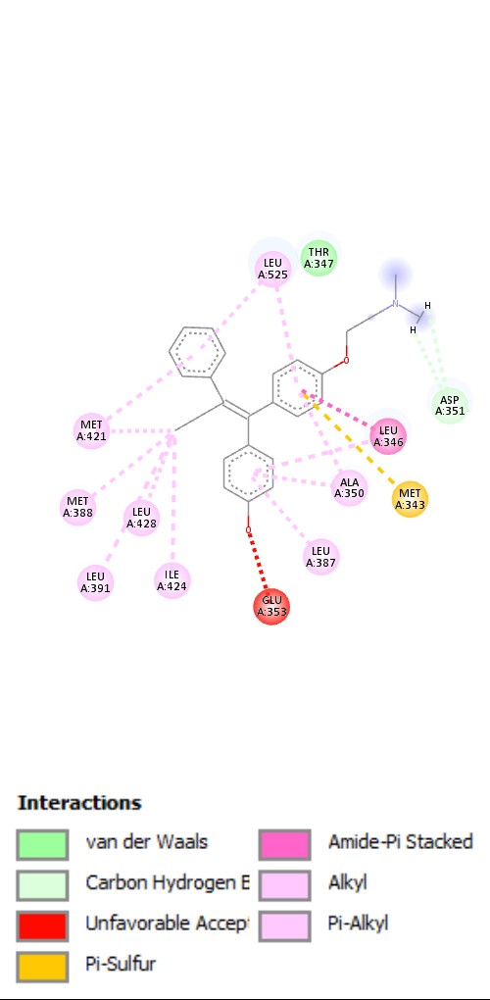 THR
A:347
LEU
A:525
N
H
H
O
ASP
A:351
MET
A:421
LEU
A:346
ALA
A:350
MET
A:343
MET
A:388
LEU
A:428
O
LEU
A:387
LEU
A:391
ILE
A:424
GLU
A:353
Interactions
van der Waals
Amide-Pi Stacked
Carbon Hydrogen B
Alkyl
Unfavorable Accep
Pi-Alkyl
Pi-Sulfur